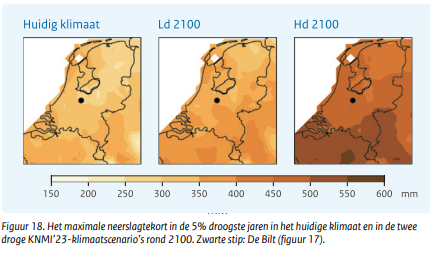 Huidig klimaat Ld 2100 Hd 2100
150 200 250 300 350 400 450 500 550 600 mm
Figuur 18. Het maximale neerslagtekort in de 5% droogste jaren in het huidige klimaat en in de twee
droge KNMI'23-klimaatscenario's rond 2100. Zwarte stip: De Bilt (figuur 17).